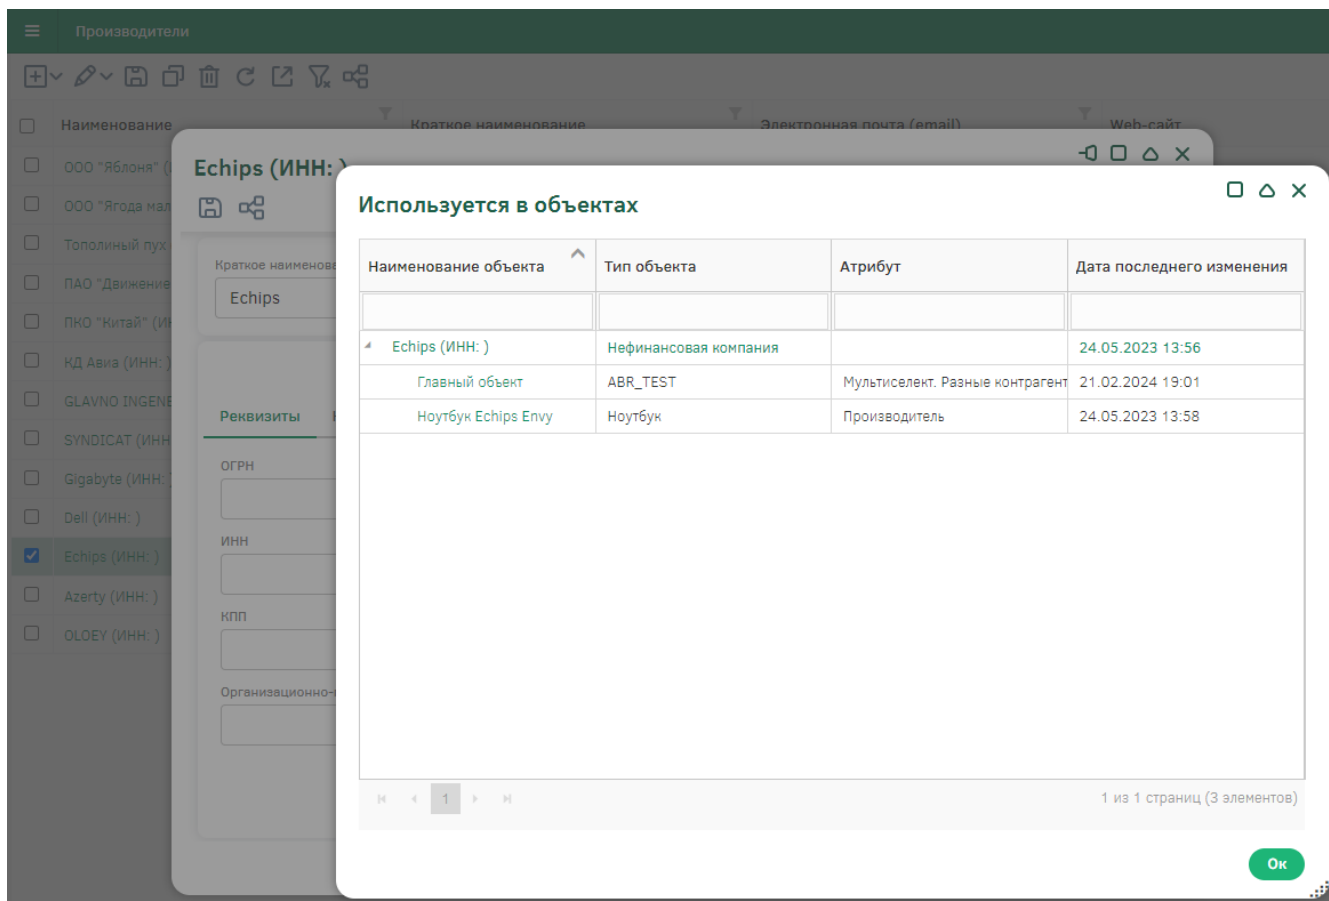 Производители
Наименование
Краткое наименование
Электронная почта (email)
Web-сайт
ООО "Яблоня" (
ООО "Ягода мал
Тополиный пух
ПАО "Движение
ПКО "Китай" (ИН
КД Авиа (ИНН: )
GLAVNO INGENE
SYNDICAT (ИНН
Gigabyte (ИНН: )
Dell (ИНН: )
Echips (ИНН: )
Azerty (ИНН: )
OLOEY (ИНН: )
Echips (ИНН: )
Краткое наименова
Echips
Реквизиты
ОГРН
ИНН
КПП
Организационно-
Используется в объектах
Наименование объекта
Тип объекта
Атрибут
Дата последнего изменения
Echips (ИНН: )
Нефинансовая компания
24.05.2023 13:56
Главный объект
ABR_TEST
Мультиселект. Разные контрагент
21.02.2024 19:01
Ноутбук Echips Envy
Ноутбук
Производитель
24.05.2023 13:58
1
1 из 1 страниц (3 элементов)
Ок